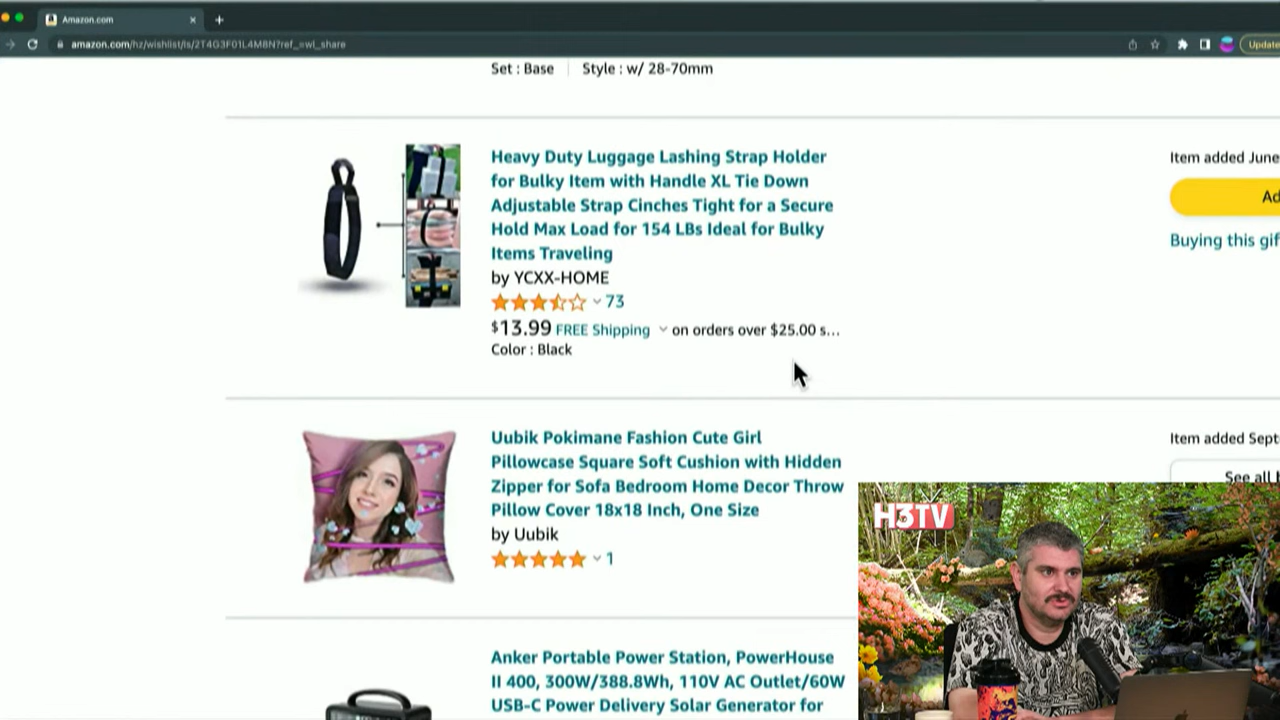 Amazon.com
amazon.com/hz/wishlist/ls/2T4G3F01L4M8N?ref_=wl_share
Update
Set : Base Style : w/ 28-70mm
Heavy Duty Luggage Lashing Strap Holder
for Bulky Item with Handle XL Tie Down
Adjustable Strap Cinches Tight for a Secure
Hold Max Load for 154 LBs Ideal for Bulky
Items Traveling
by YCXX-HOME
73
$13.99 FREE Shipping on orders over $25.00 s...
Color : Black
Item added June
Ad
Buying this gif
Uubik Pokimane Fashion Cute Girl
Pillowcase Square Soft Cushion with Hidden
Zipper for Sofa Bedroom Home Decor Throw
Pillow Cover 18x18 Inch, One Size
by Uubik
1
Item added Sept
See all
H3TV
Anker Portable Power Station, PowerHouse
II 400, 300W/388.8Wh, 110V AC Outlet/60W
USB-C Power Delivery Solar Generator for